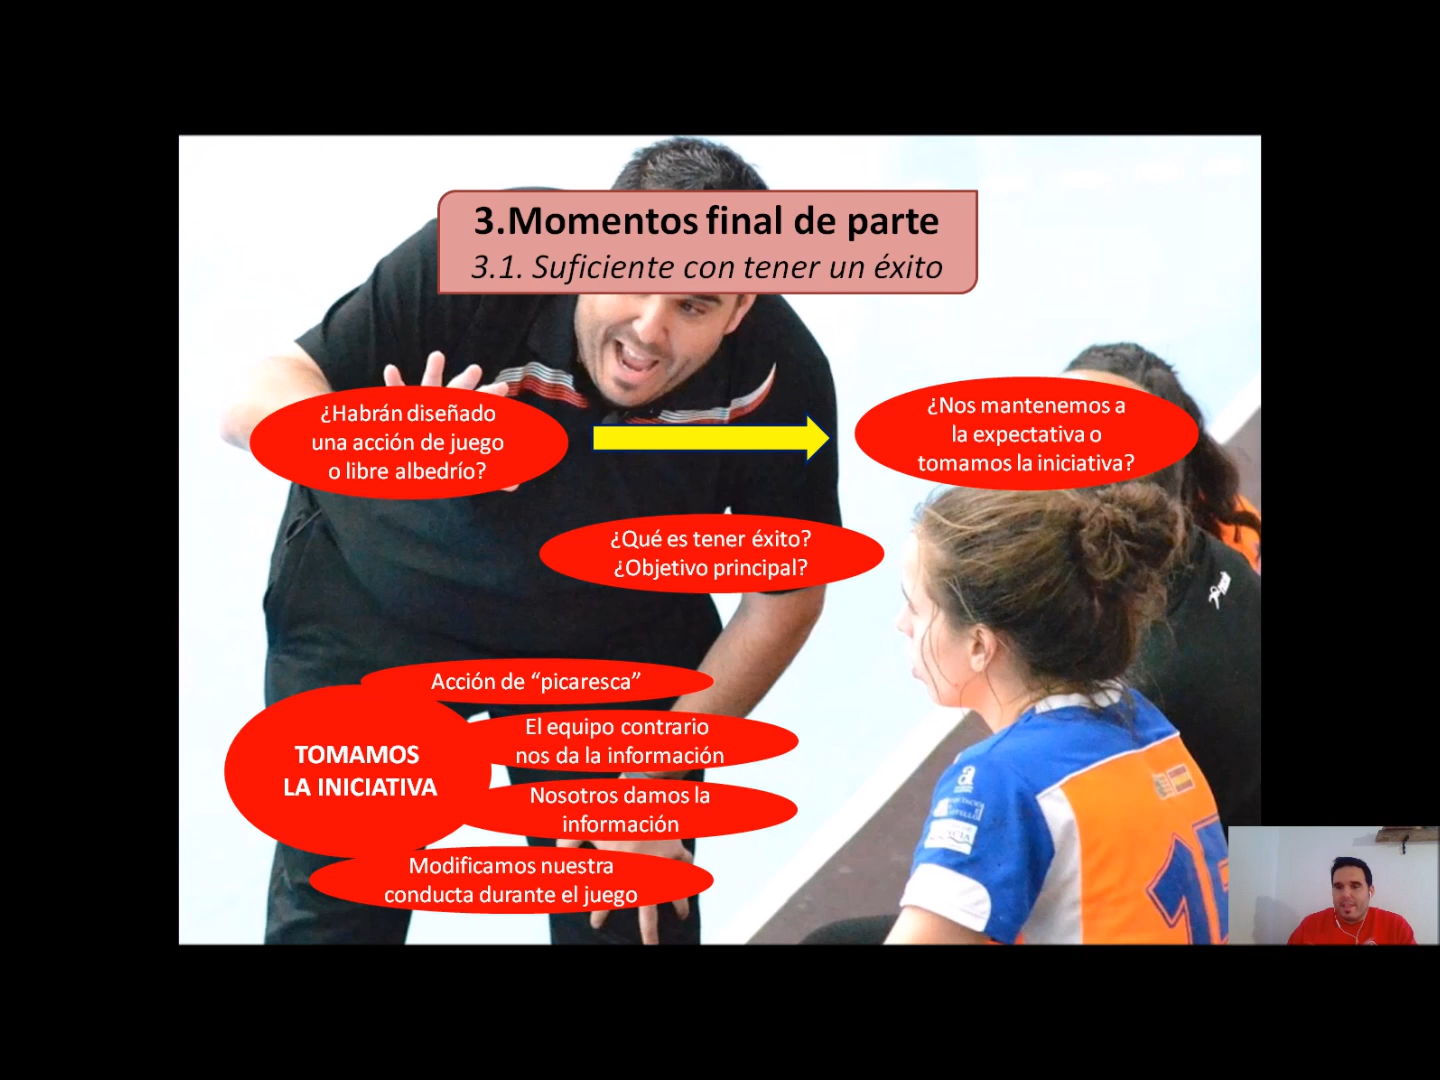 3.Momentos final de parte
3.1. Suficiente con tener un éxito
¿Habrán diseñado
una acción de juego
o libre albedrío?
¿Nos mantenemos a
la expectativa o
tomamos la iniciativa?
¿Qué es tener éxito?
¿Objetivo principal?
Acción de “picaresca”
TOMAMOS
LA INICIATIVA
El equipo contrario
nos da la información
Nosotros damos la
información
Modificamos nuestra
conducta durante el juego